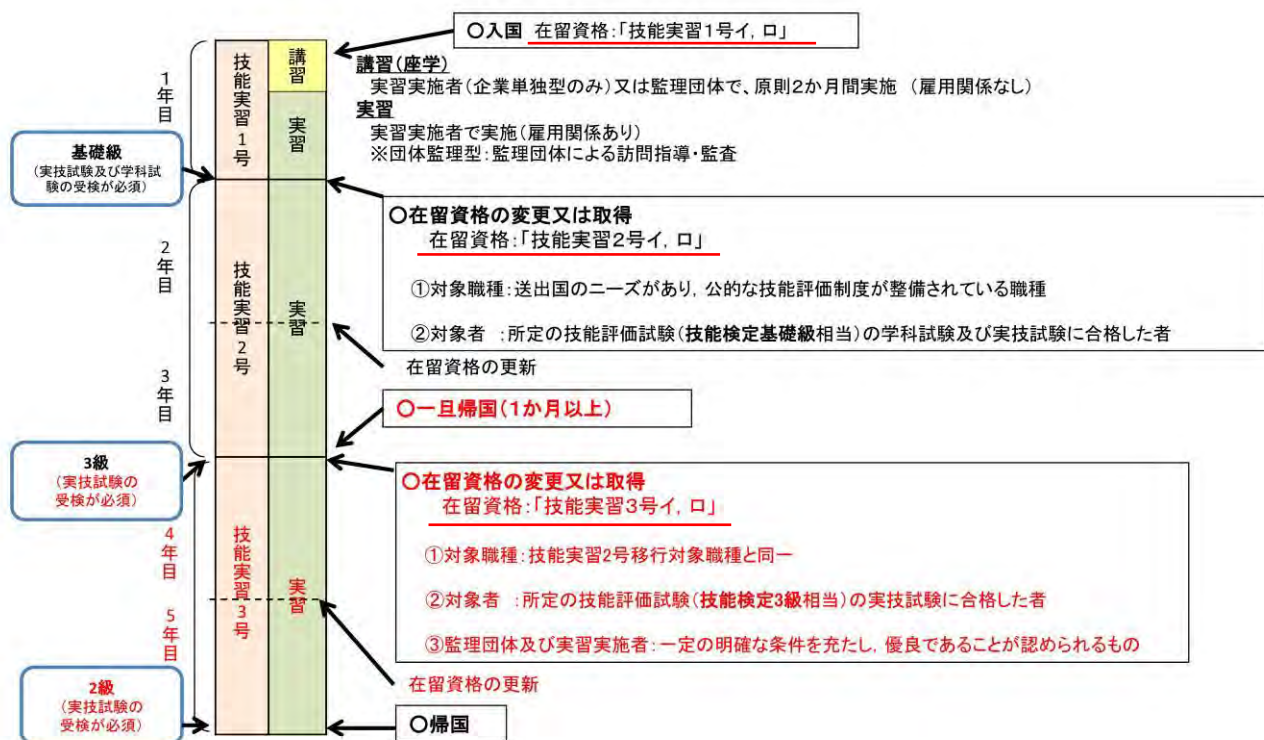 ○入国 在留資格:「技能実習1号イ, ロ」
講習(座学)
実習実施者(企業単独型のみ)又は監理団体で、原則2か月間実施 (雇用関係なし)
実習
実習実施者で実施(雇用関係あり)
※団体監理型:監理団体による訪問指導・監査
1年目
技能実習1号
講習
実習
基礎級
(実技試験及び学科試
験の受検が必須)
○在留資格の変更又は取得
在留資格:「技能実習2号イ, ロ」
①対象職種:送出国のニーズがあり, 公的な技能評価制度が整備されている職種
②対象者 :所定の技能評価試験(技能検定基礎級相当)の学科試験及び実技試験に合格した者
2年目
技能実習2号
実習
在留資格の更新
3年目
○一旦帰国(1か月以上)
3級
(実技試験の
受検が必須)
○在留資格の変更又は取得
在留資格:「技能実習3号イ, ロ」
①対象職種:技能実習2号移行対象職種と同一
②対象者 :所定の技能評価試験(技能検定3級相当)の実技試験に合格した者
③監理団体及び実習実施者:一定の明確な条件を充たし, 優良であることが認められるもの
4年目
技能実習3号
実習
5年目
在留資格の更新
2級
(実技試験の
受検が必須)
○帰国